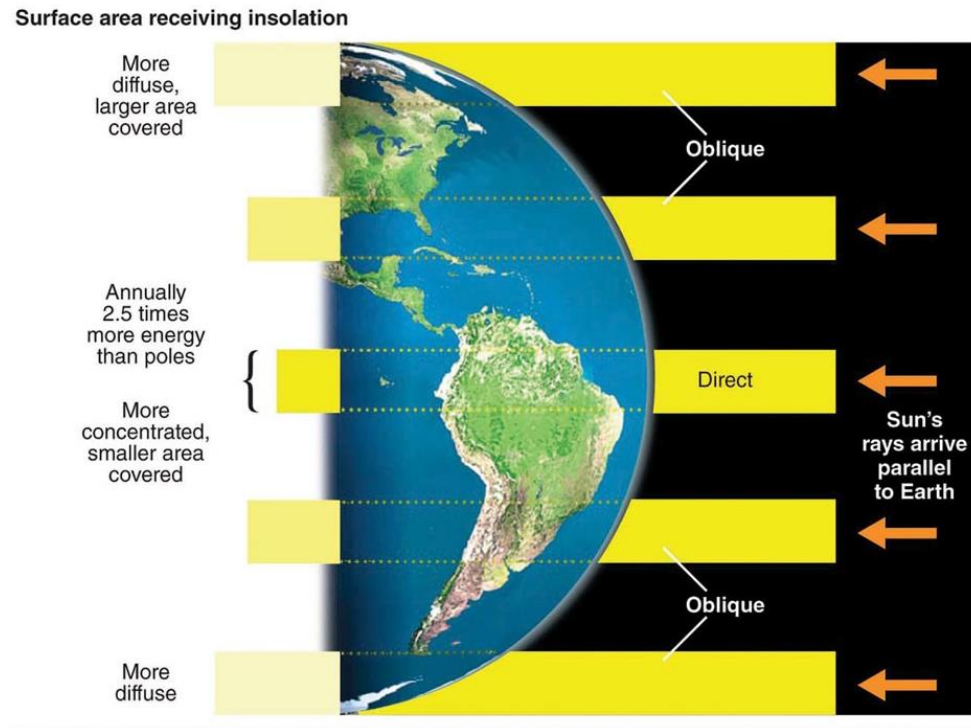 Surface area receiving insolation
More
diffuse,
larger area
covered
Oblique
Annually
2.5 times
more energy
than poles
Direct
More
concentrated,
smaller area
covered
Sun's
rays arrive
parallel
to Earth
Oblique
More
diffuse